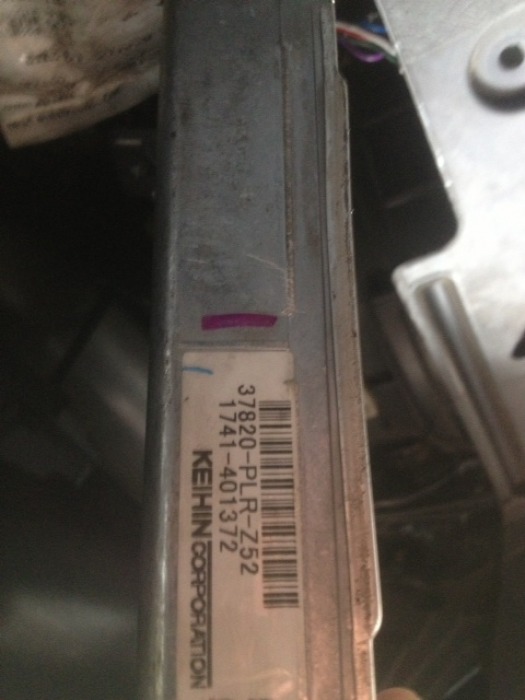 37820-PLR-Z52
1741-401372
KEIHIN CORPORATION